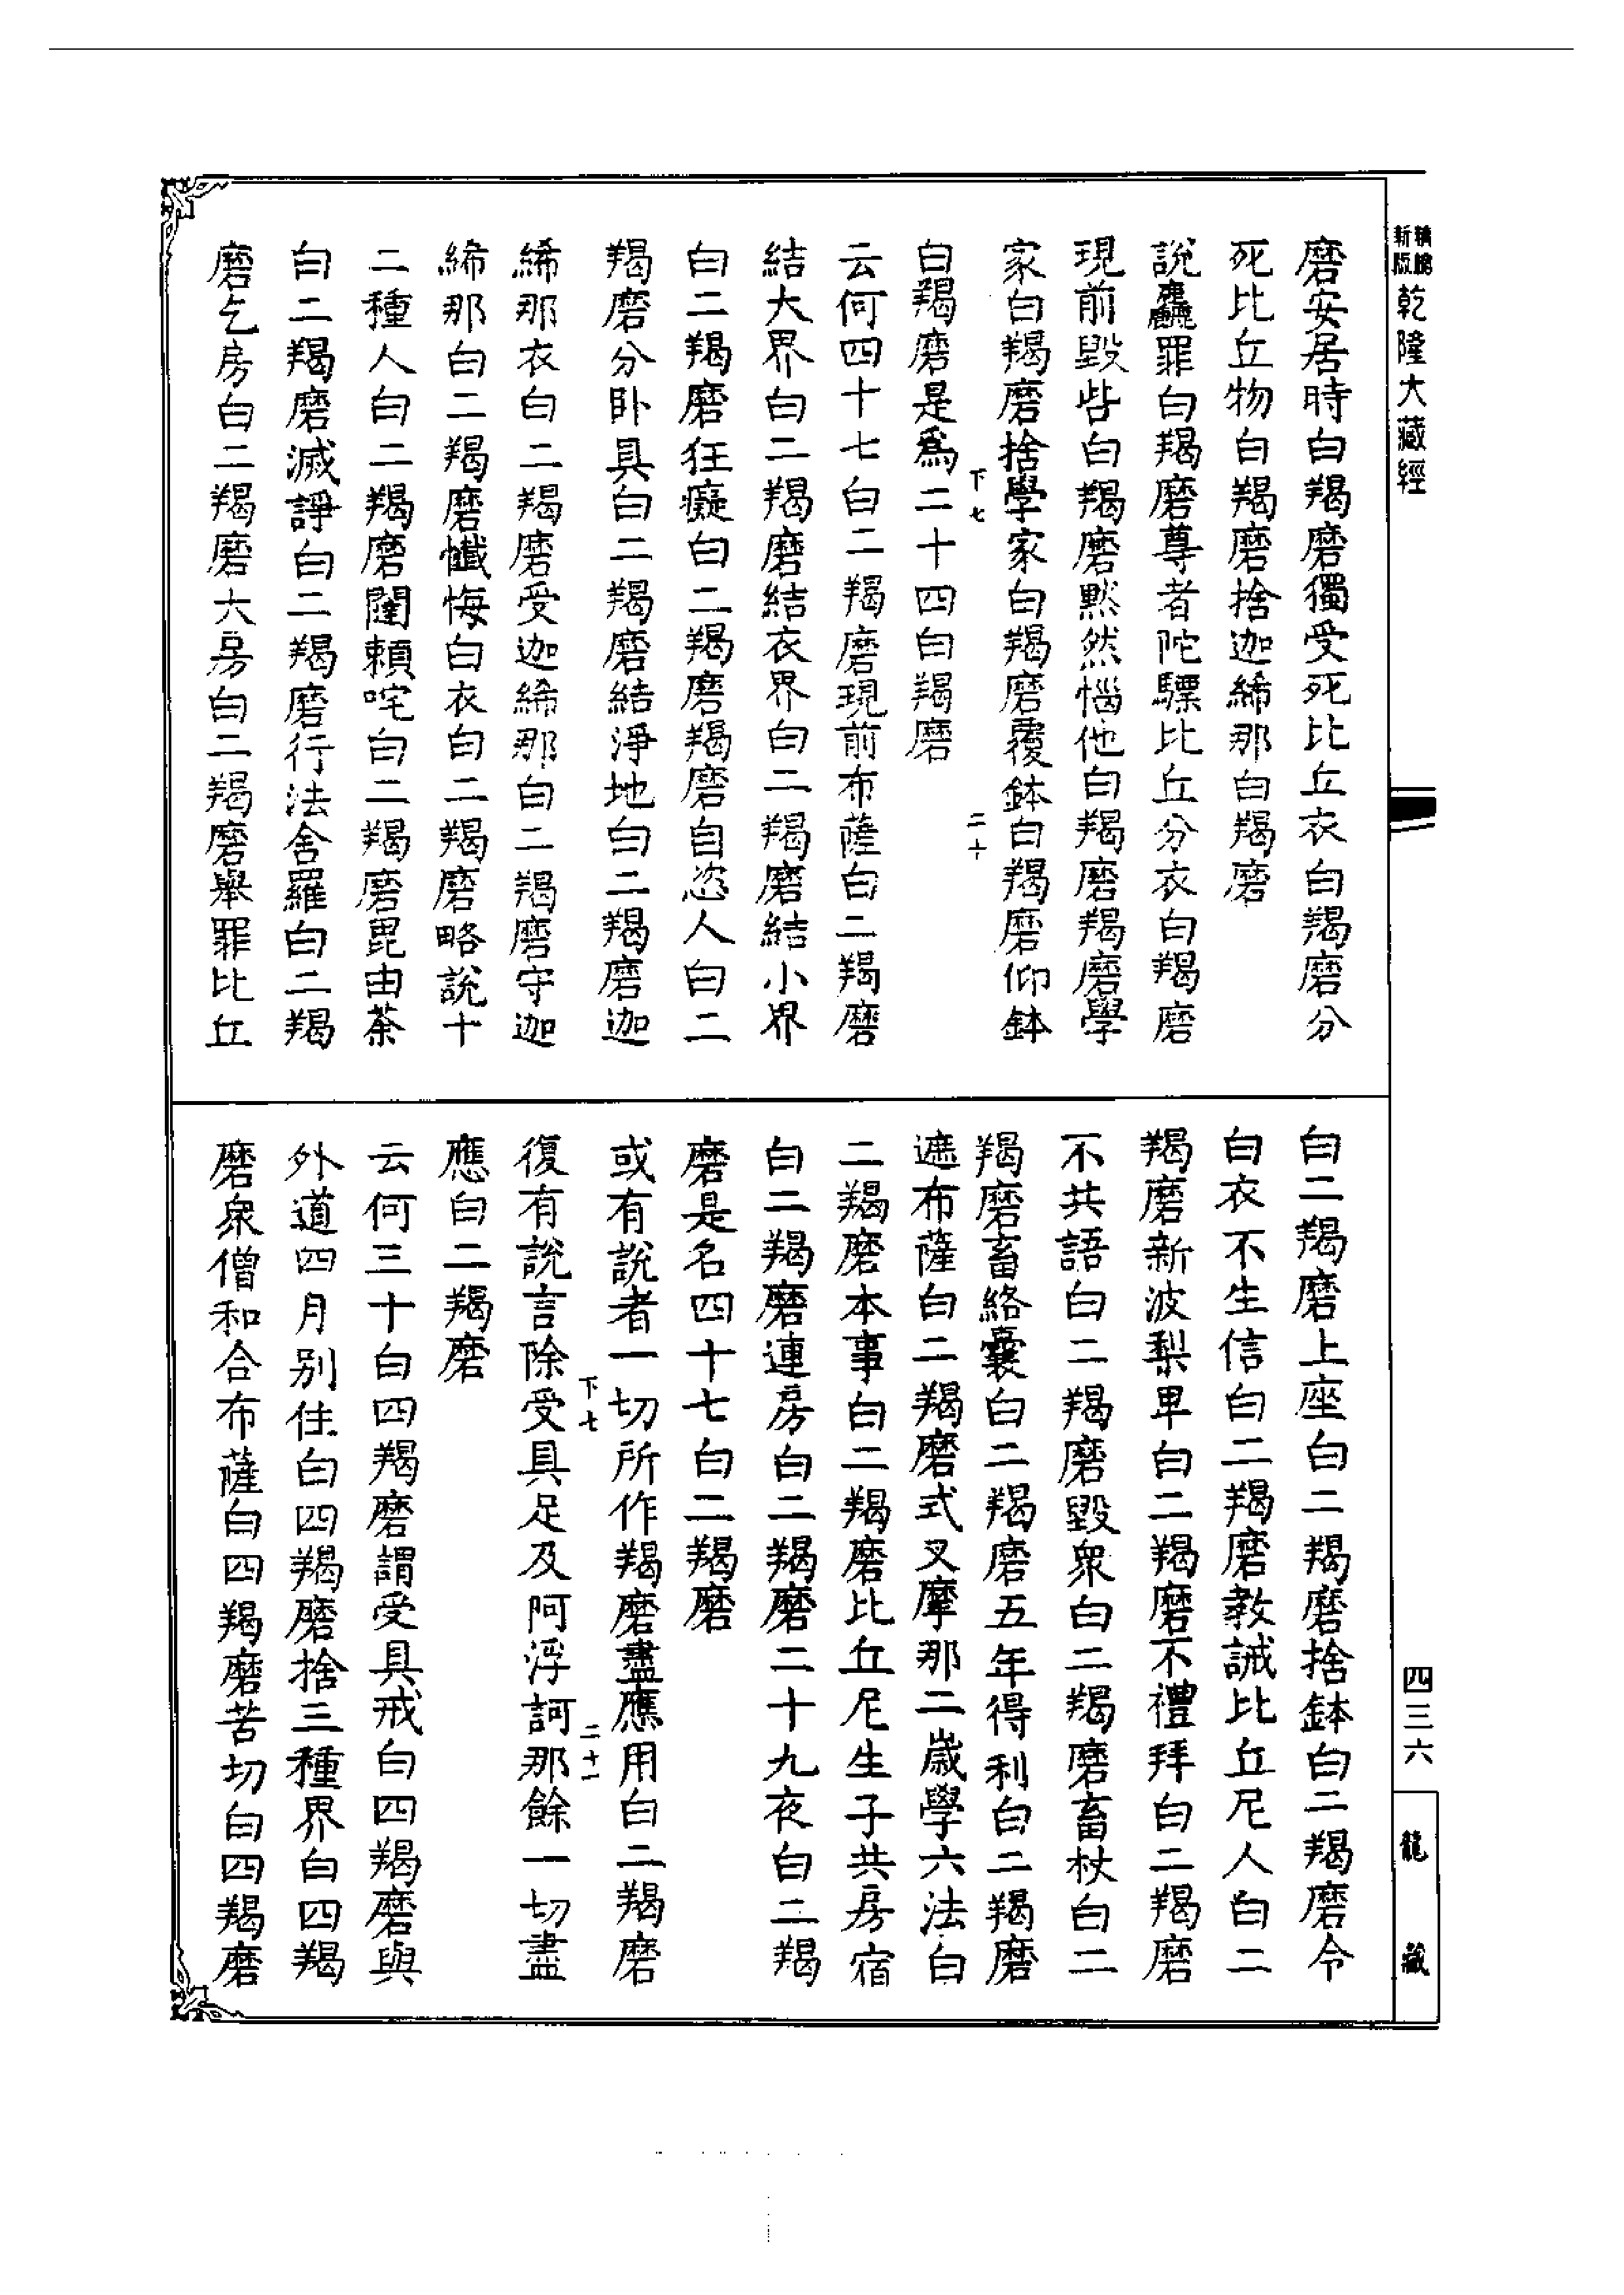 新版
乾隆大藏經
四三六
龍藏
磨安居時白羯磨獨受死比丘衣白羯磨分
死比丘物白羯磨捨迦絺那白羯磨
說麤罪白羯磨尊者陀驃比丘分衣白羯磨
現前毀呰白羯磨默然惱他白羯磨羯磨學
家白羯磨捨學家白羯磨覆鉢白羯磨仰鉢
下七
二十
白羯磨是爲二十四白羯磨
云何四十七白二羯磨現前布薩白二羯磨
結大界白二羯磨結衣界白二羯磨結小界
白二羯磨狂癡白二羯磨羯磨自恣人白二
羯磨分臥具白二羯磨結淨地白二羯磨迦
絺那衣白二羯磨受迦絺那白二羯磨守迦
絺那白二羯磨懺悔白衣白二羯磨略說十
二種人白二羯磨闥賴咤白二羯磨毘由茶
白二羯磨滅諍白二羯磨行法舍羅白二羯
磨乞房白二羯磨大房白二羯磨舉罪比丘
白二羯磨上座白二羯磨捨鉢白二羯磨令
白衣不生信白二羯磨教誡比丘尼人白二
羯磨新波梨卑白二羯磨不禮拜白二羯磨
不共語白二羯磨毀衆白二羯磨畜杖白二
羯磨畜絡囊白二羯磨五年得利白二羯磨
遮布薩白二羯磨式叉摩那二歲學六法白
二羯磨本事白二羯磨比丘尼生子共房宿
白二羯磨連房白二羯磨二十九夜白二羯
磨是名四十七白二羯磨
或有說者一切所作羯磨盡應用白二羯磨
下七
二十一
復有說言除受具足及阿浮訶那餘一切盡
應白二羯磨
云何三十白四羯磨謂受具戒白四羯磨與
外道四月別住白四羯磨捨三種界白四羯
磨衆僧和合布薩白四羯磨苦切白四羯磨